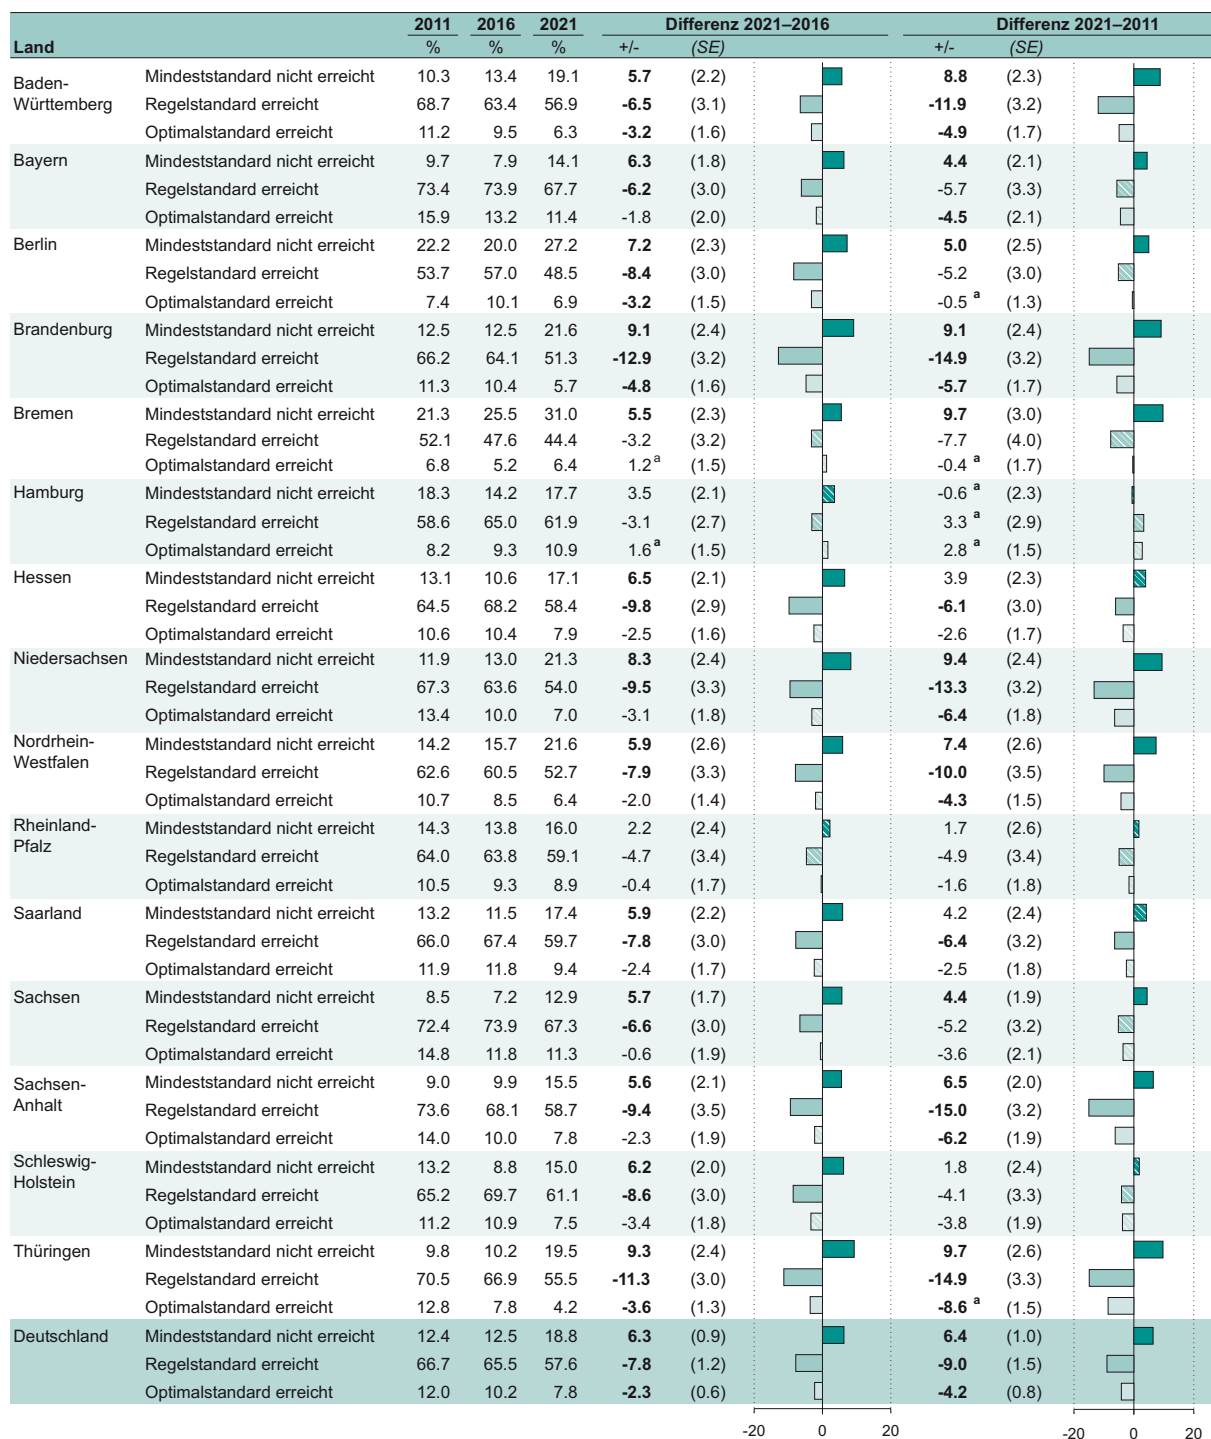 2011 2016 2021 Differenz 2021–2016 Differenz 2021–2011
Land % % % +/- (SE) +/- (SE)
Baden-Württemberg Mindeststandard nicht erreicht 10.3 13.4 19.1 5.7 (2.2) 8.8 (2.3)
Regelstandard erreicht 68.7 63.4 56.9 -6.5 (3.1) -11.9 (3.2)
Optimalstandard erreicht 11.2 9.5 6.3 -3.2 (1.6) -4.9 (1.7)
Bayern Mindeststandard nicht erreicht 9.7 7.9 14.1 6.3 (1.8) 4.4 (2.1)
Regelstandard erreicht 73.4 73.9 67.7 -6.2 (3.0) -5.7 (3.3)
Optimalstandard erreicht 15.9 13.2 11.4 -1.8 (2.0) -4.5 (2.1)
Berlin Mindeststandard nicht erreicht 22.2 20.0 27.2 7.2 (2.3) 5.0 (2.5)
Regelstandard erreicht 53.7 57.0 48.5 -8.4 (3.0) -5.2 (3.0)
Optimalstandard erreicht 7.4 10.1 6.9 -3.2 (1.5) -0.5 a (1.3)
Brandenburg Mindeststandard nicht erreicht 12.5 12.5 21.6 9.1 (2.4) 9.1 (2.4)
Regelstandard erreicht 66.2 64.1 51.3 -12.9 (3.2) -14.9 (3.2)
Optimalstandard erreicht 11.3 10.4 5.7 -4.8 (1.6) -5.7 (1.7)
Bremen Mindeststandard nicht erreicht 21.3 25.5 31.0 5.5 (2.3) 9.7 (3.0)
Regelstandard erreicht 52.1 47.6 44.4 -3.2 (3.2) -7.7 (4.0)
Optimalstandard erreicht 6.8 5.2 6.4 1.2 a (1.5) -0.4 a (1.7)
Hamburg Mindeststandard nicht erreicht 18.3 14.2 17.7 3.5 (2.1) -0.6 a (2.3)
Regelstandard erreicht 58.6 65.0 61.9 -3.1 (2.7) 3.3 a (2.9)
Optimalstandard erreicht 8.2 9.3 10.9 1.6 a (1.5) 2.8 a (1.5)
Hessen Mindeststandard nicht erreicht 13.1 10.6 17.1 6.5 (2.1) 3.9 (2.3)
Regelstandard erreicht 64.5 68.2 58.4 -9.8 (2.9) -6.1 (3.0)
Optimalstandard erreicht 10.6 10.4 7.9 -2.5 (1.6) -2.6 (1.7)
Niedersachsen Mindeststandard nicht erreicht 11.9 13.0 21.3 8.3 (2.4) 9.4 (2.4)
Regelstandard erreicht 67.3 63.6 54.0 -9.5 (3.3) -13.3 (3.2)
Optimalstandard erreicht 13.4 10.0 7.0 -3.1 (1.8) -6.4 (1.8)
Nordrhein-Westfalen Mindeststandard nicht erreicht 14.2 15.7 21.6 5.9 (2.6) 7.4 (2.6)
Regelstandard erreicht 62.6 60.5 52.7 -7.9 (3.3) -10.0 (3.5)
Optimalstandard erreicht 10.7 8.5 6.4 -2.0 (1.4) -4.3 (1.5)
Rheinland-Pfalz Mindeststandard nicht erreicht 14.3 13.8 16.0 2.2 (2.4) 1.7 (2.6)
Regelstandard erreicht 64.0 63.8 59.1 -4.7 (3.4) -4.9 (3.4)
Optimalstandard erreicht 10.5 9.3 8.9 -0.4 (1.7) -1.6 (1.8)
Saarland Mindeststandard nicht erreicht 13.2 11.5 17.4 5.9 (2.2) 4.2 (2.4)
Regelstandard erreicht 66.0 67.4 59.7 -7.8 (3.0) -6.4 (3.2)
Optimalstandard erreicht 11.9 11.8 9.4 -2.4 (1.7) -2.5 (1.8)
Sachsen Mindeststandard nicht erreicht 8.5 7.2 12.9 5.7 (1.7) 4.4 (1.9)
Regelstandard erreicht 72.4 73.9 67.3 -6.6 (3.0) -5.2 (3.2)
Optimalstandard erreicht 14.8 11.8 11.3 -0.6 (1.9) -3.6 (2.1)
Sachsen-Anhalt Mindeststandard nicht erreicht 9.0 9.9 15.5 5.6 (2.1) 6.5 (2.0)
Regelstandard erreicht 73.6 68.1 58.7 -9.4 (3.5) -15.0 (3.2)
Optimalstandard erreicht 14.0 10.0 7.8 -2.3 (1.9) -6.2 (1.9)
Schleswig-Holstein Mindeststandard nicht erreicht 13.2 8.8 15.0 6.2 (2.0) 1.8 (2.4)
Regelstandard erreicht 65.2 69.7 61.1 -8.6 (3.0) -4.1 (3.3)
Optimalstandard erreicht 11.2 10.9 7.5 -3.4 (1.8) -3.8 (1.9)
Thüringen Mindeststandard nicht erreicht 9.8 10.2 19.5 9.3 (2.4) 9.7 (2.6)
Regelstandard erreicht 70.5 66.9 55.5 -11.3 (3.0) -14.9 (3.3)
Optimalstandard erreicht 12.8 7.8 4.2 -3.6 (1.3) -8.6 a (1.5)
Deutschland Mindeststandard nicht erreicht 12.4 12.5 18.8 6.3 (0.9) 6.4 (1.0)
Regelstandard erreicht 66.7 65.5 57.6 -7.8 (1.2) -9.0 (1.5)
Optimalstandard erreicht 12.0 10.2 7.8 -2.3 (0.6) -4.2 (0.8)
-20 0 20 -20 0 20